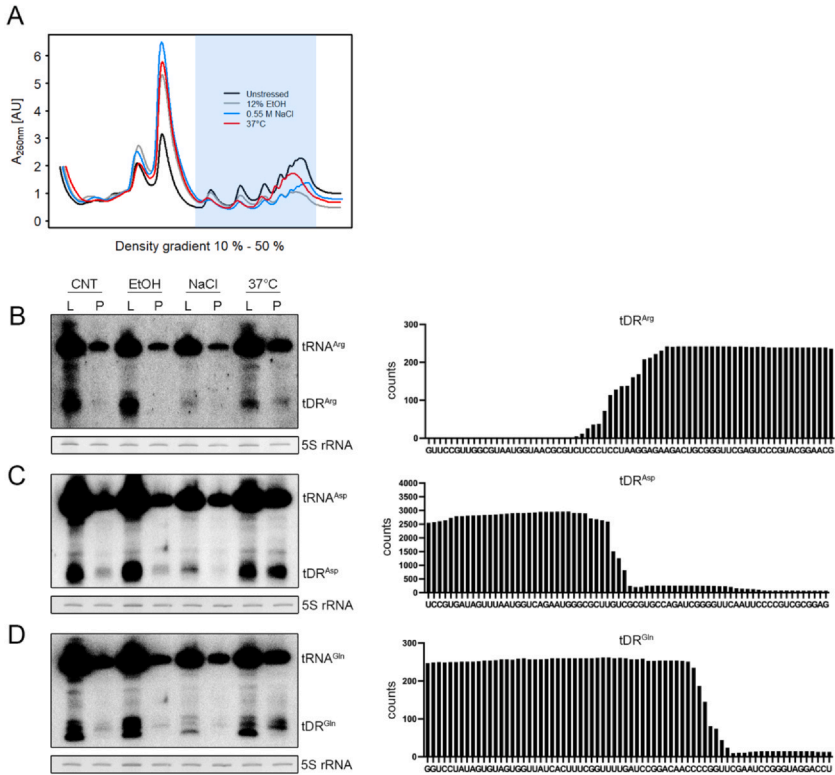 A
6
5
4
3
2
1
0
A260nm [AU]
Unstressed
12% EtOH
0.55 M NaCl
37°C
Density gradient 10 % - 50 %
CNT EtOH NaCl 37°C
L P L P L P L P
B
tRNAArg
tDRArg
5S rRNA
tDRArg
300
200
100
0
counts
GUUCCGUUGGCGUAAUGGUAACGCGUCUCCCUCCUAAGGAGAAGACUGCGGGUUCGAGUCCCGUACGGAACG
C
tRNAAsp
tDRAsp
5S rRNA
tDRAsp
4000
3500
3000
2500
2000
1500
1000
500
0
counts
UCCGUGAUAGUUUAAUGGUCAGAAUGGGCGCUUGUCGCGUGCCAGAUCGGGGUUCAAUUCCCCGUCGCGGAG
D
tRNAGln
tDRGln
5S rRNA
tDRGln
300
200
100
0
counts
GGUCCUAUAGUGUAGUGGUUAUCACUUUCGGUUUUGAUCCGGACAACCCCGGUUCGAAUCCGGGUAGGACCU